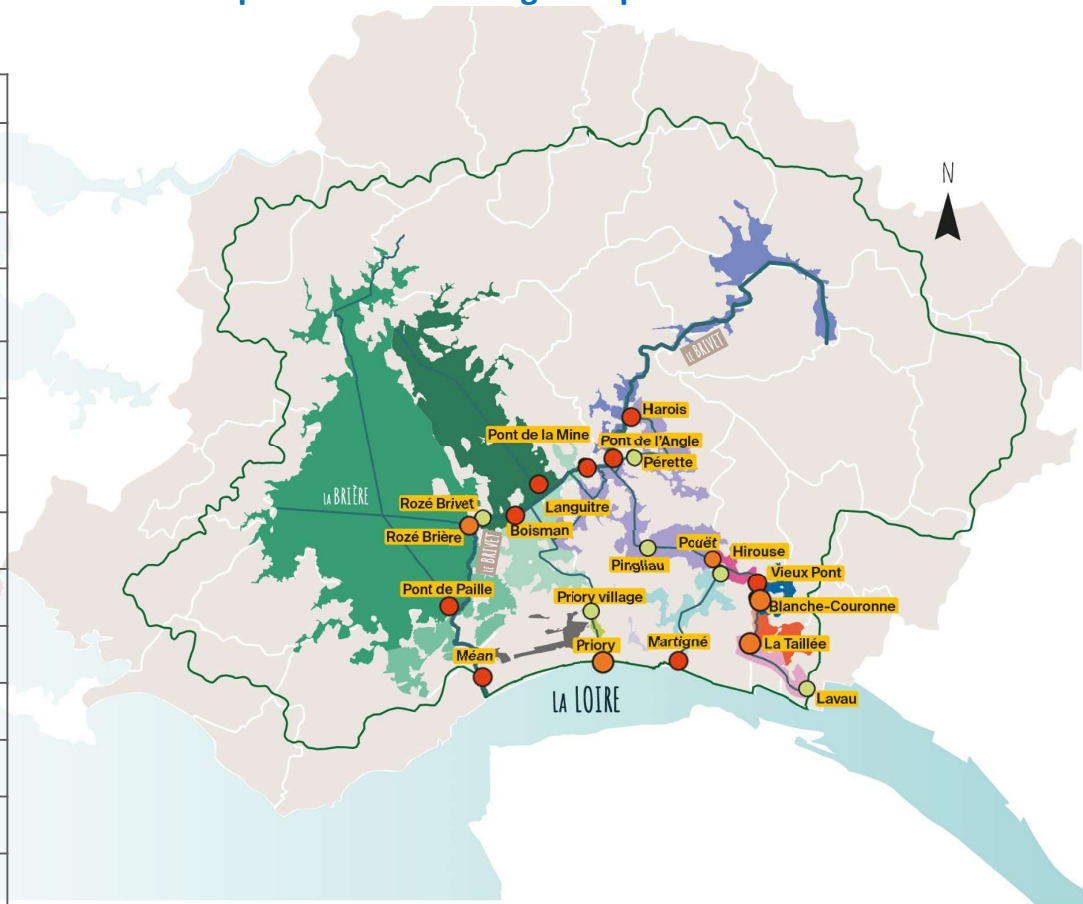 N
LE BRIVET
Harois
Pont de la Mine
Pont de l'Angle
Pérette
LA BRIÈRE
Rozé Brivet
Languitre
Rozé Brière
Boisman
LE BRIVET
Pouët
Hirouse
Pingliau
Vieux Pont
Pont de Paille
Priory village
Blanche-Couronne
Méan
Priory
Martigné
La Taillée
LA LOIRE
Lavau